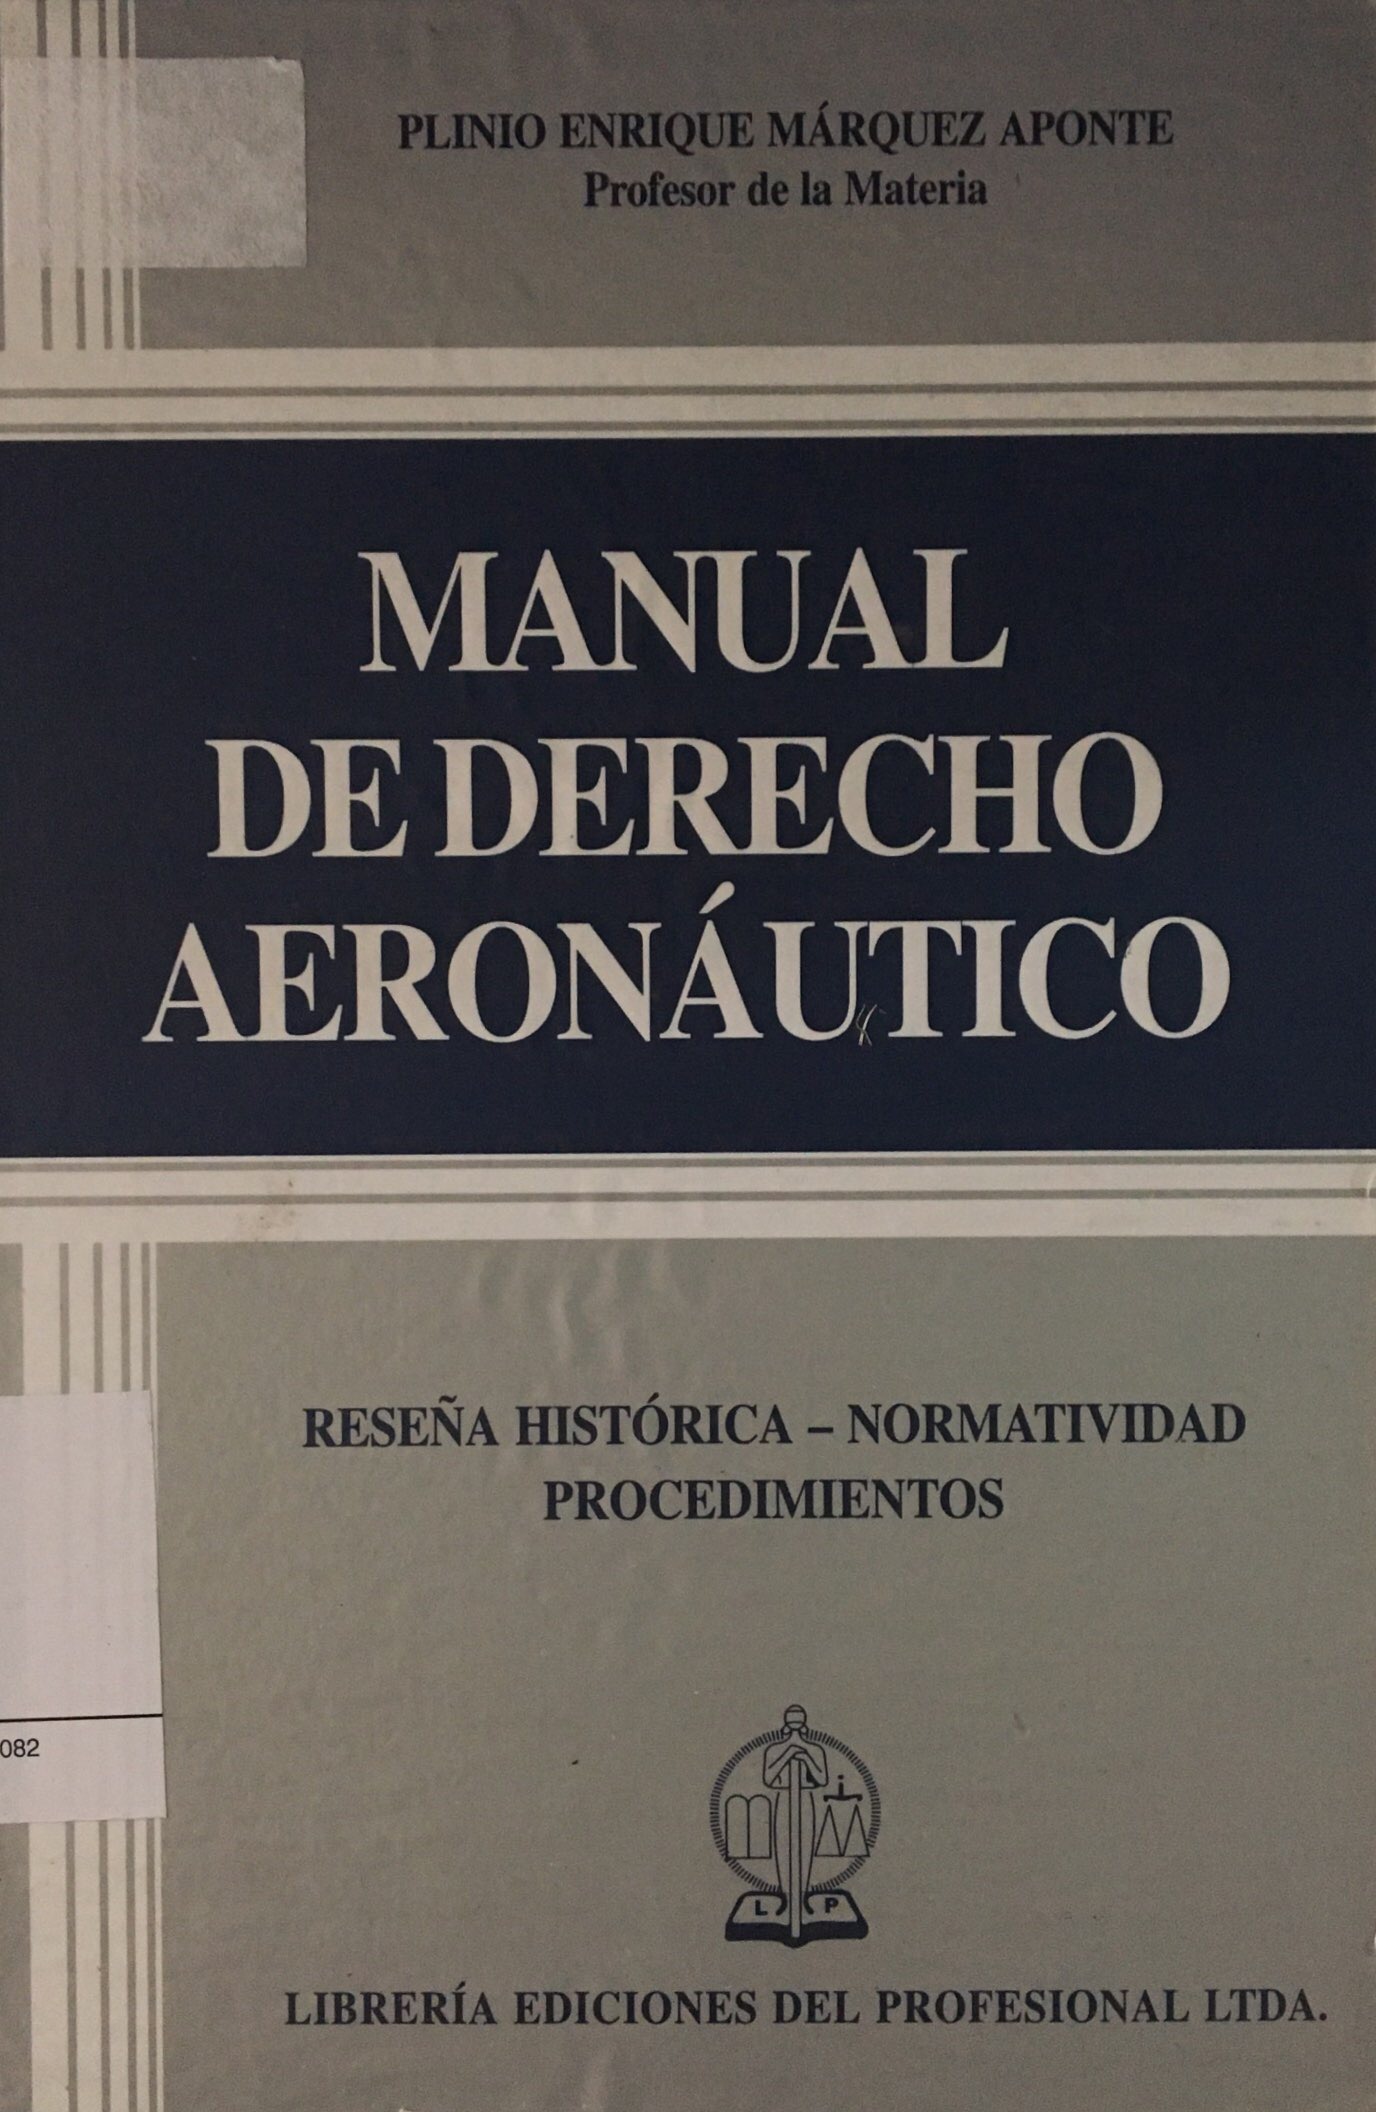 PLINIO ENRIQUE MÁRQUEZ APONTE
Profesor de la Materia
MANUAL
DE DERECHO
AERONÁUTICO
RESEÑA HISTÓRICA – NORMATIVIDAD
PROCEDIMIENTOS
082
L P
LIBRERÍA EDICIONES DEL PROFESIONAL LTDA.